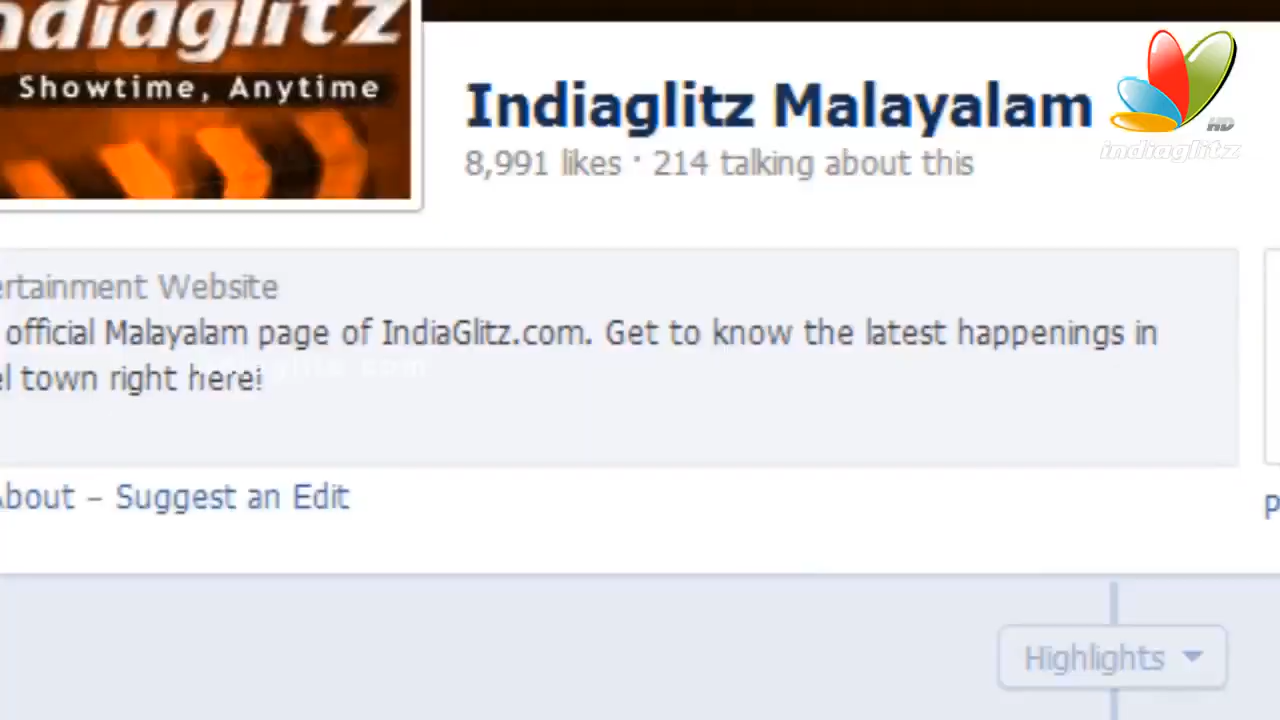 ndiaglitz
Showtime, Anytime
Indiaglitz Malayalam
8,991 likes · 214 talking about this
HD
indiaglitz
ertainment Website
official Malayalam page of IndiaGlitz.com. Get to know the latest happenings in
el town right here!
About – Suggest an Edit
P
Highlights